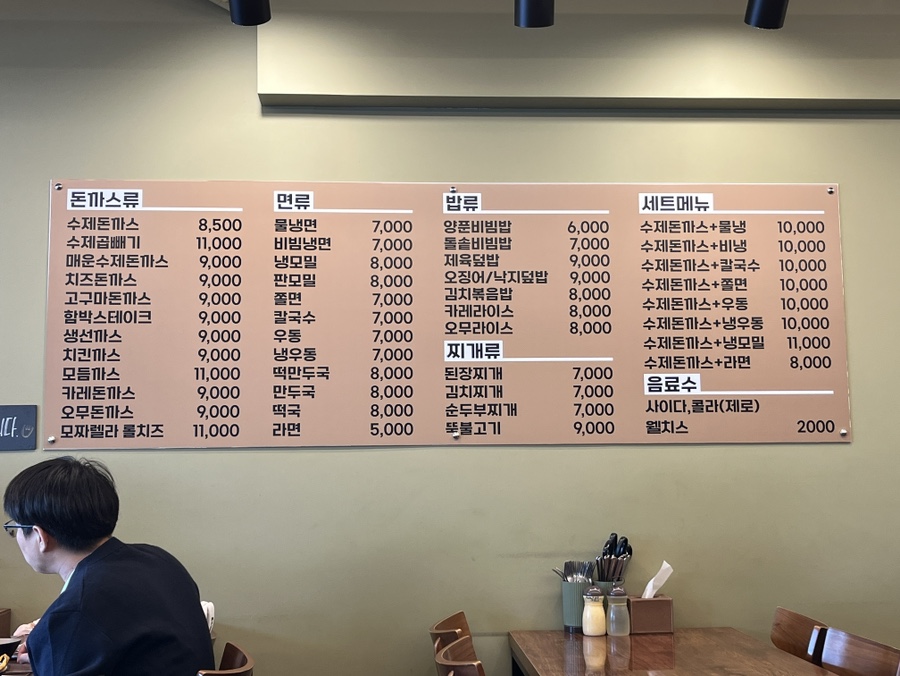 돈까스류
수제돈까스 8,500
수제곱빼기 11,000
매운수제돈까스 9,000
치즈돈까스 9,000
고구마돈까스 9,000
함박스테이크 9,000
생선까스 9,000
치킨까스 9,000
모듬까스 11,000
카레돈까스 9,000
오무돈까스 9,000
모짜렐라 롤치즈 11,000
면류
물냉면 7,000
비빔냉면 7,000
냉모밀 8,000
판모밀 8,000
쫄면 7,000
칼국수 7,000
우동 7,000
냉우동 7,000
떡만두국 8,000
만두국 8,000
떡국 8,000
라면 5,000
밥류
양푼비빔밥 6,000
돌솥비빔밥 7,000
제육덮밥 9,000
오징어/낙지덮밥 9,000
김치볶음밥 8,000
카레라이스 8,000
오무라이스 8,000
찌개류
된장찌개 7,000
김치찌개 7,000
순두부찌개 7,000
뚝불고기 9,000
세트메뉴
수제돈까스+물냉 10,000
수제돈까스+비냉 10,000
수제돈까스+칼국수 10,000
수제돈까스+쫄면 10,000
수제돈까스+우동 10,000
수제돈까스+냉우동 10,000
수제돈까스+냉모밀 11,000
수제돈까스+라면 8,000
음료수
사이다,콜라(제로)
웰치스 2000